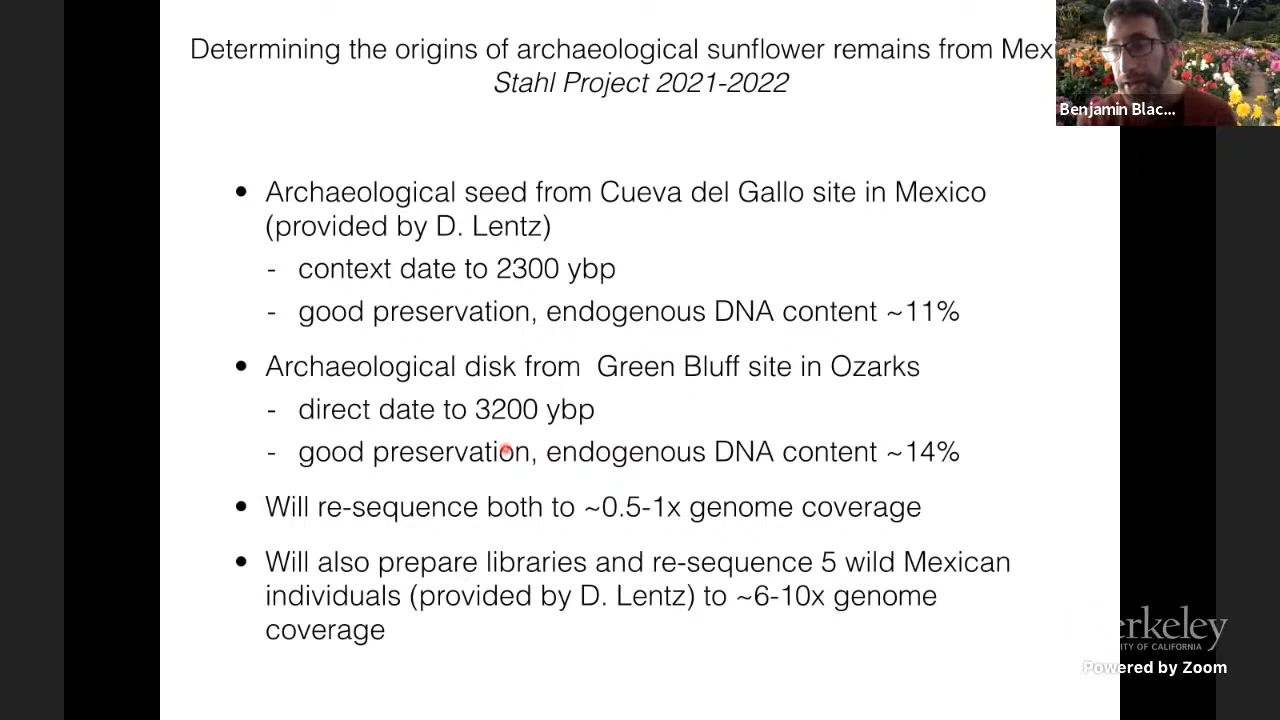 Determining the origins of archaeological sunflower remains from Mexi
Stahl Project 2021-2022
Benjamin Blac...
• Archaeological seed from Cueva del Gallo site in Mexico
(provided by D. Lentz)
- context date to 2300 ybp
- good preservation, endogenous DNA content ~11%
• Archaeological disk from Green Bluff site in Ozarks
- direct date to 3200 ybp
- good preservation, endogenous DNA content ~14%
• Will re-sequence both to ~0.5-1x genome coverage
• Will also prepare libraries and re-sequence 5 wild Mexican
individuals (provided by D. Lentz) to ~6-10x genome
coverage
erkeley
ITY OF CALIFORNIA
Powered by Zoom